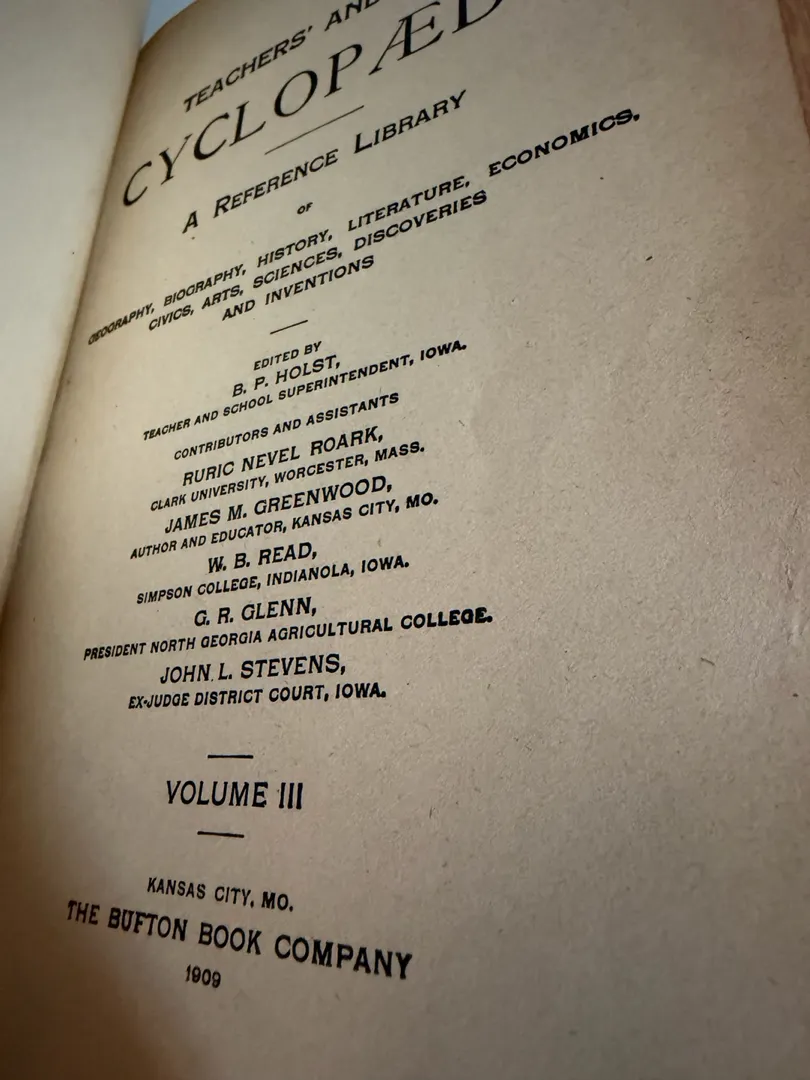 TEACHERS' AND
CYCLOPÆD
A REFERENCE LIBRARY
OF
GEOGRAPHY, BIOGRAPHY, HISTORY, LITERATURE, ECONOMICS,
CIVICS, ARTS, SCIENCES, DISCOVERIES
AND INVENTIONS
EDITED BY
B. P. HOLST,
TEACHER AND SCHOOL SUPERINTENDENT, IOWA.
CONTRIBUTORS AND ASSISTANTS
RURIC NEVEL ROARK,
CLARK UNIVERSITY, WORCESTER, MASS.
JAMES M. GREENWOOD,
AUTHOR AND EDUCATOR, KANSAS CITY, MO.
W. B. READ,
SIMPSON COLLEGE, INDIANOLA, IOWA.
G. R. GLENN,
PRESIDENT NORTH GEORGIA AGRICULTURAL COLLEGE.
JOHN L. STEVENS,
EX-JUDGE DISTRICT COURT, IOWA.
VOLUME III
KANSAS CITY, MO.
THE BUFTON BOOK COMPANY
1909